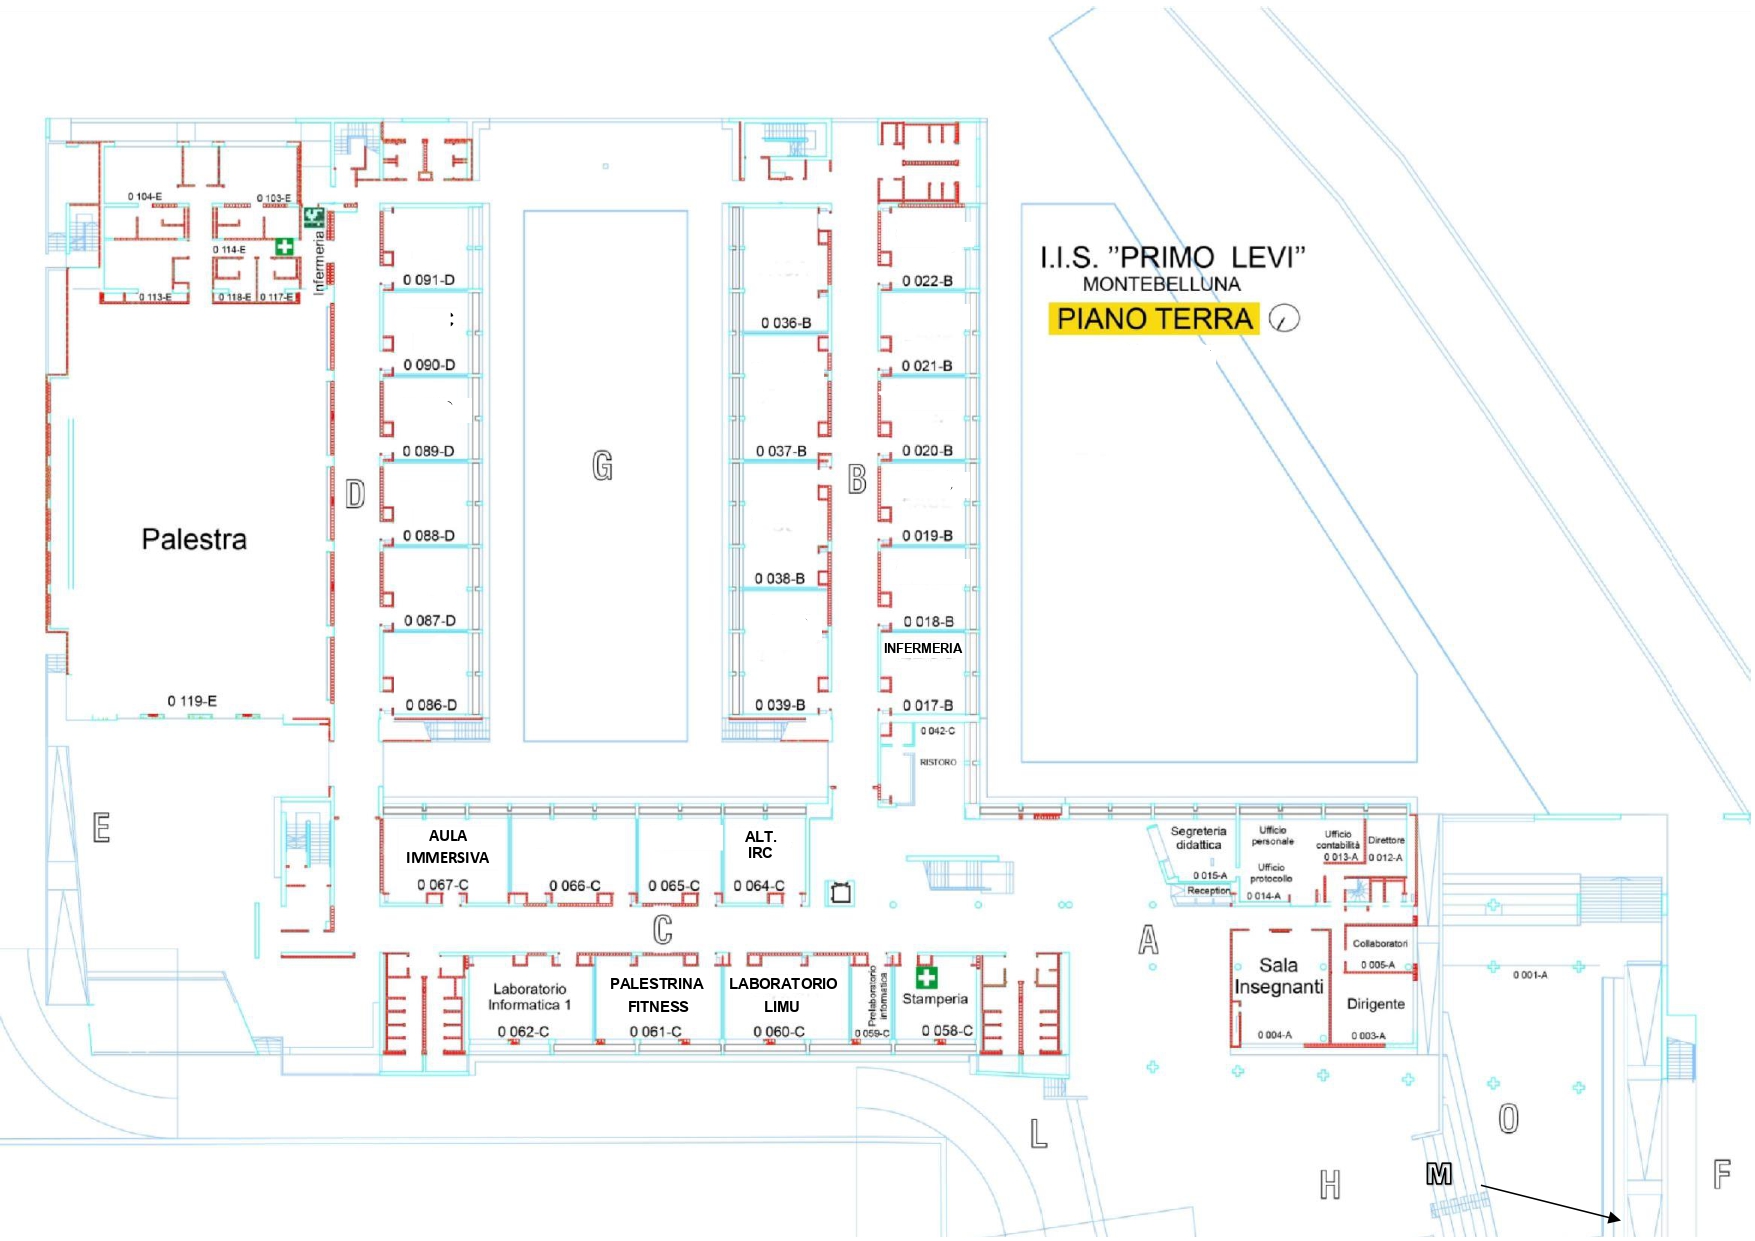 I.I.S. ”PRIMO LEVI”
MONTEBELLUNA
PIANO TERRA
0 104-E
0 103-E
0 114-E
0 113-E
0 118-E
0 117-E
Infermeria
Palestra
0 119-E
E
D
0 091-D
0 090-D
0 089-D
0 088-D
0 087-D
0 086-D
G
0 036-B
0 037-B
0 038-B
0 039-B
B
0 022-B
0 021-B
0 020-B
0 019-B
0 018-B
INFERMERIA
0 017-B
0 042-C
RISTORO
AULA
IMMERSIVA
0 067-C
0 066-C
0 065-C
ALT.
IRC
0 064-C
C
Laboratorio
Informatica 1
0 062-C
PALESTRINA
FITNESS
0 061-C
LABORATORIO
LIMU
0 060-C
Prelaboratorio
informatica
0 059-C
Stamperia
0 058-C
A
Segreteria
didattica
0 015-A
Reception
Ufficio
personale
Ufficio
protocollo
0 014-A
Ufficio
contabilità
0 013-A
Direttore
0 012-A
Collaboratori
0 005-A
Sala
Insegnanti
0 004-A
Dirigente
0 003-A
0 001-A
L
H
M
O
F